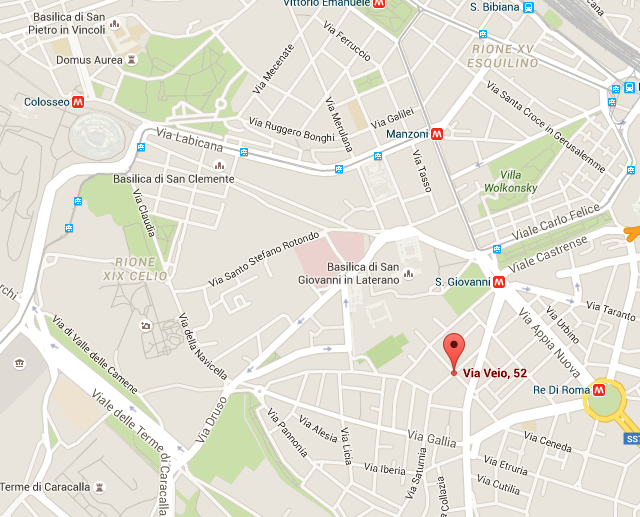 Vittorio Emanuele
S. Bibiana
Basilica di San
Pietro in Vincoli
Via Ferruccio
RIONE XV
ESQUILINO
Domus Aurea
Via Mecenate
Colosseo
Via Santa Croce in Gerusalemme
Via Ruggero Bonghi
Via Merulana
Via Galilei
Manzoni
Via Labicana
Via Tasso
Basilica di San Clemente
Villa
Wolkonsky
Via Claudia
Viale Carlo Felice
Via Santo Stefano Rotondo
Viale Castrense
RIONE
XIX CELIO
Basilica di San
Giovanni in Laterano
S. Giovanni
Via Taranto
Via Urbino
Via Appia Nuova
Via di Valle delle Camene
Via della Navicella
Via Veio, 52
Re Di Roma
Viale delle Terme di Caracalla
Via Druso
Via Pannonia
Via Alesia
Via Licia
Via Gallia
Via Ceneda
Via Saturnia
Via Iberia
Via Etruria
Via Cutilia
Terme di Caracalla